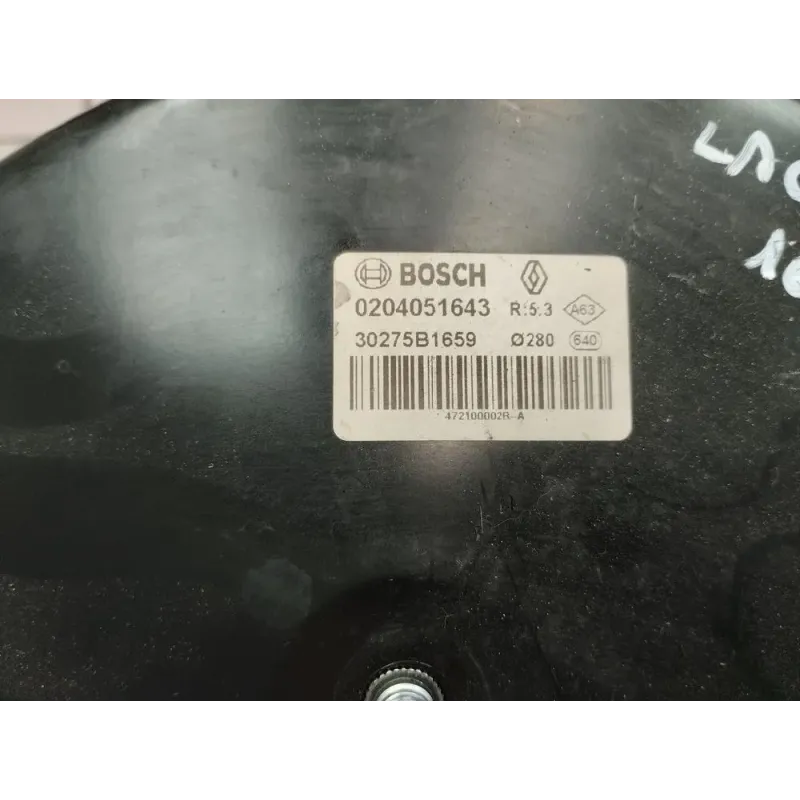 BOSCH
0204051643 R:5.3 A63
30275B1659 Ø280 640
472100002R-A